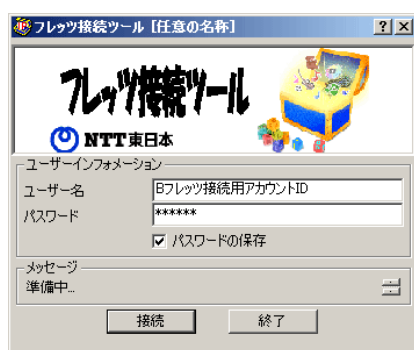 フレッツ接続ツール [任意の名称]
フレッツ接続ツール
NTT東日本
ユーザーインフォメーション
ユーザー名 Bフレッツ接続用アカウントID
パスワード ******
パスワードの保存
メッセージ
準備中...
接続 終了